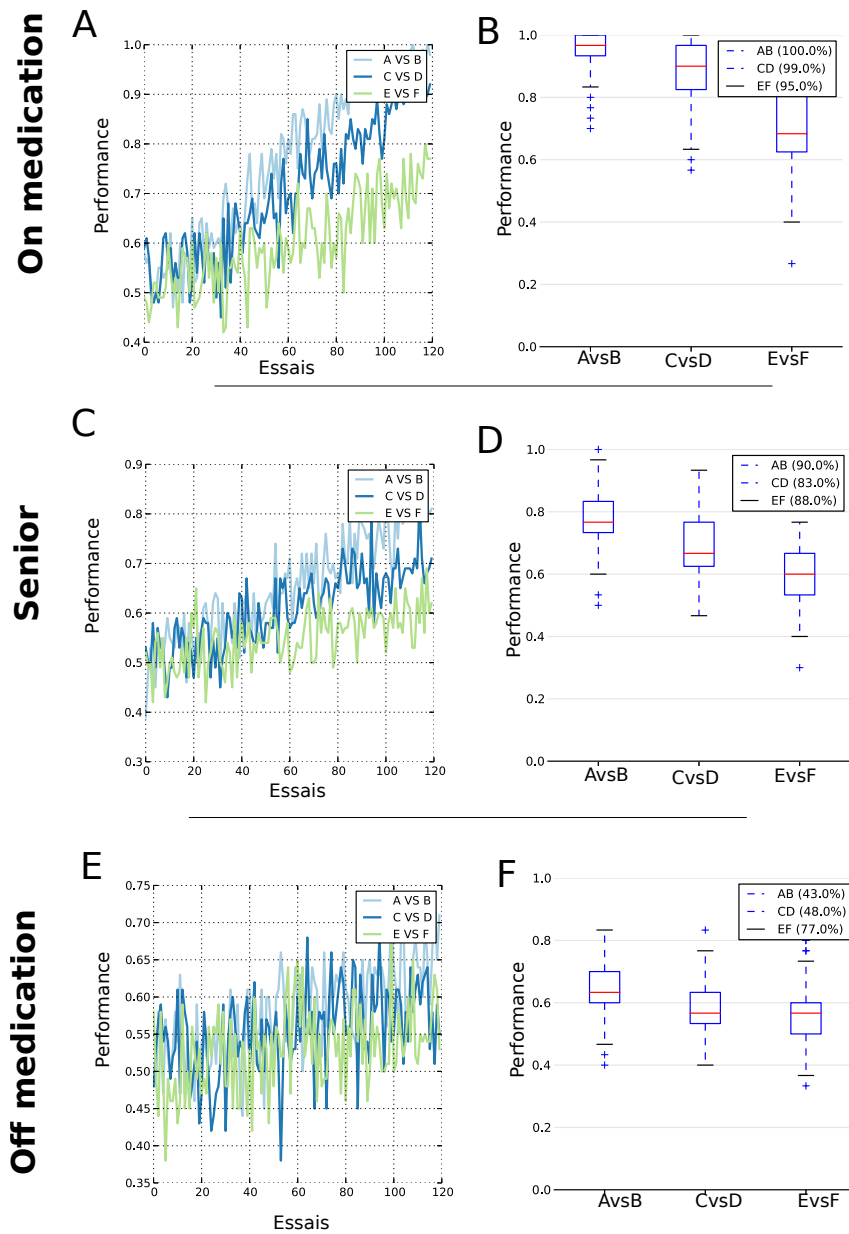 On medication
A
Performance
1.0
0.9
0.8
0.7
0.6
0.5
0.4
0 20 40 60 80 100 120
Essais
A VS B
C VS D
E VS F
B
Performance
1.0
0.8
0.6
0.4
0.2
0.0
AvsB CvsD EvsF
AB (100.0%)
CD (99.0%)
EF (95.0%)
Senior
C
Performance
0.9
0.8
0.7
0.6
0.5
0.4
0.3
0 20 40 60 80 100 120
Essais
A VS B
C VS D
E VS F
D
Performance
1.0
0.8
0.6
0.4
0.2
0.0
AvsB CvsD EvsF
AB (90.0%)
CD (83.0%)
EF (88.0%)
Off medication
E
Performance
0.75
0.70
0.65
0.60
0.55
0.50
0.45
0.40
0.35
0 20 40 60 80 100 120
Essais
A VS B
C VS D
E VS F
F
Performance
1.0
0.8
0.6
0.4
0.2
0.0
AvsB CvsD EvsF
AB (43.0%)
CD (48.0%)
EF (77.0%)